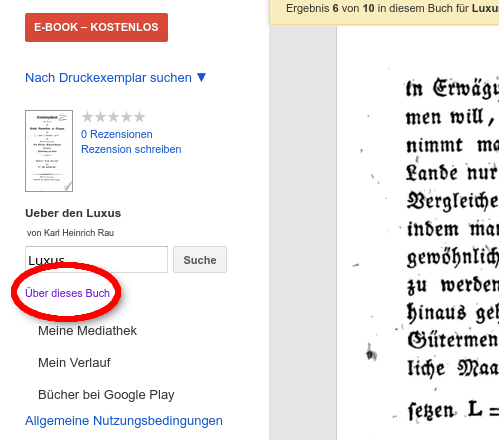 E-BOOK – KOSTENLOS
Nach Druckexemplar suchen ▼
0 Rezensionen
Rezension schreiben
Ueber den Luxus
von Karl Heinrich Rau
Luxus
Suche
Über dieses Buch
Meine Mediathek
Mein Verlauf
Bücher bei Google Play
Allgemeine Nutzungsbedingungen
Ergebnis 6 von 10 in diesem Buch für Luxus
in Erwägu
men will,
nimmt ma
Lande nur
Vergleiche
indem man
gewöhnlich
zu werden
hinaus geh
Gütermen
liche Maa
setzen L =